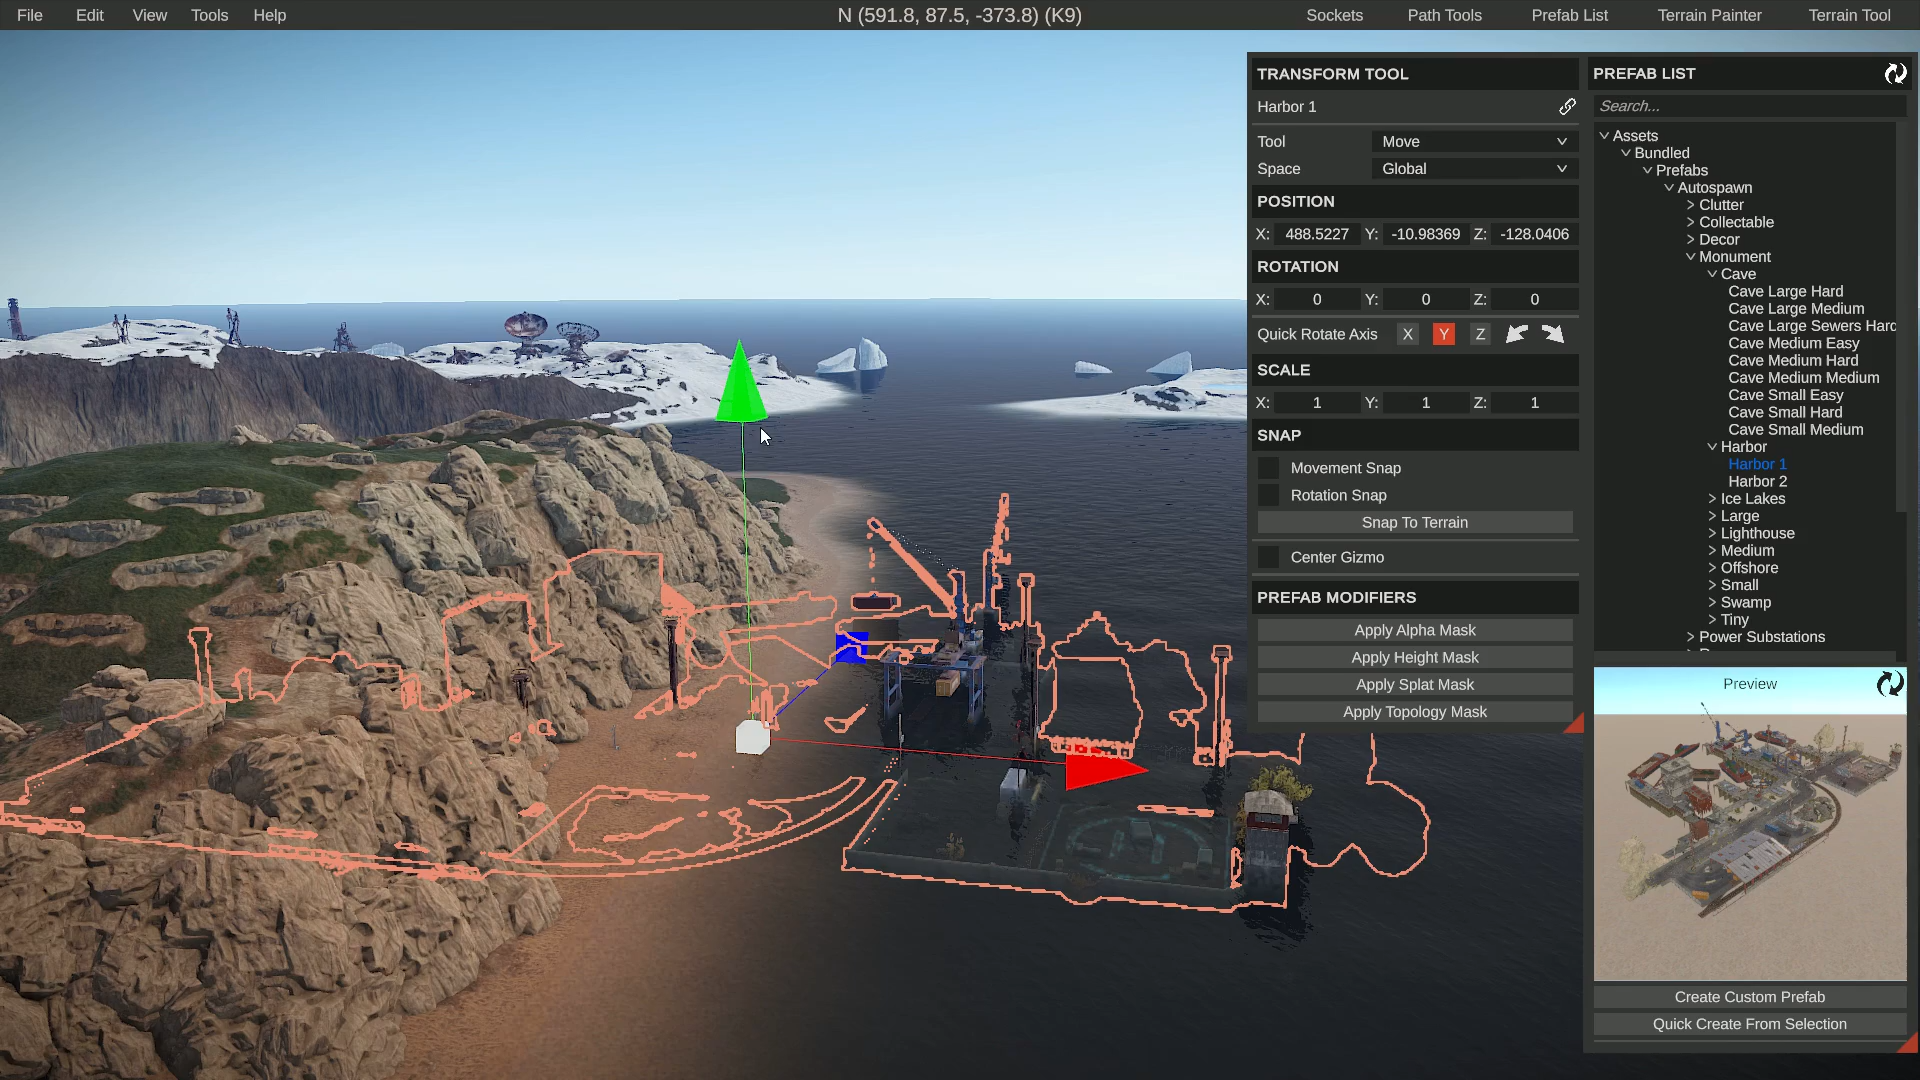 File Edit View Tools Help N (591.8, 87.5, -373.8) (K9) Sockets Path Tools Prefab List Terrain Painter Terrain Tool
TRANSFORM TOOL
Harbor 1
Tool Move
Space Global
POSITION
X: 488.5227 Y: -10.98369 Z: -128.0406
ROTATION
X: 0 Y: 0 Z: 0
Quick Rotate Axis X Y Z
SCALE
X: 1 Y: 1 Z: 1
SNAP
Movement Snap
Rotation Snap
Snap To Terrain
Center Gizmo
PREFAB MODIFIERS
Apply Alpha Mask
Apply Height Mask
Apply Splat Mask
Apply Topology Mask
PREFAB LIST
Search...
Assets
Bundled
Prefabs
Autospawn
Clutter
Collectable
Decor
Monument
Cave
Cave Large Hard
Cave Large Medium
Cave Large Sewers Hard
Cave Medium Easy
Cave Medium Hard
Cave Medium Medium
Cave Small Easy
Cave Small Hard
Cave Small Medium
Harbor
Harbor 1
Harbor 2
Ice Lakes
Large
Lighthouse
Medium
Offshore
Small
Swamp
Tiny
Power Substations
Preview
Create Custom Prefab
Quick Create From Selection